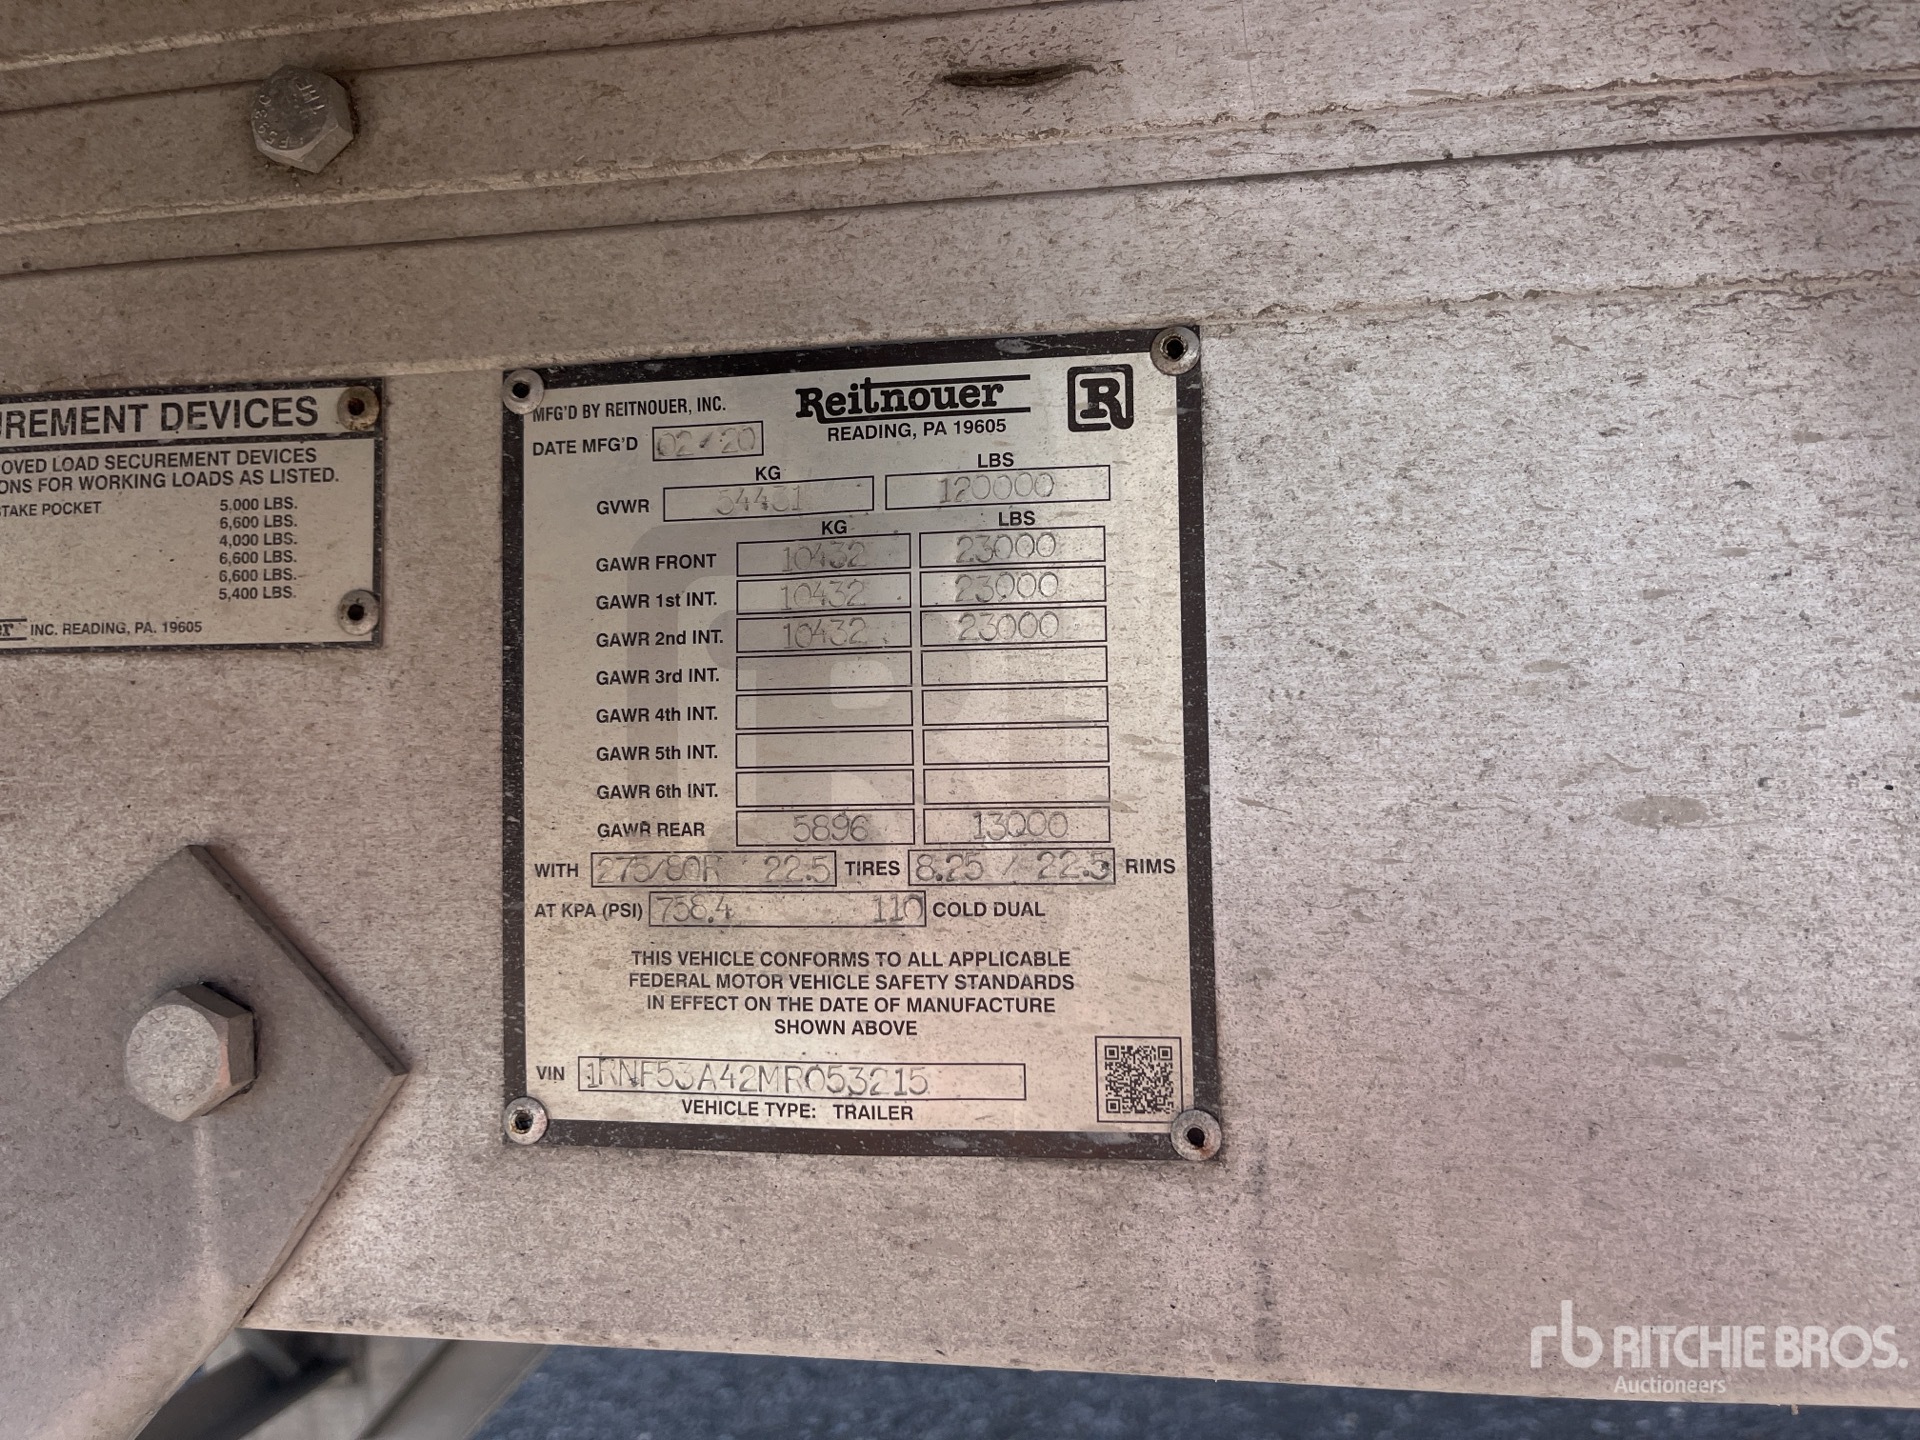 UREMENT DEVICES
OVED LOAD SECUREMENT DEVICES
ONS FOR WORKING LOADS AS LISTED.
TAKE POCKET 5,000 LBS.
6,600 LBS.
4,000 LBS.
6,600 LBS.
6,600 LBS.
5,400 LBS.
er INC. READING, PA. 19605
MFG'D BY REITNOUER, INC.
Reitnouer R
READING, PA 19605
DATE MFG'D 02/20
KG LBS
GVWR 54431 120000
KG LBS
GAWR FRONT 10432 23000
GAWR 1st INT. 10432 23000
GAWR 2nd INT. 10432 23000
GAWR 3rd INT.
GAWR 4th INT.
GAWR 5th INT.
GAWR 6th INT.
GAWR REAR 5896 13000
WITH 275/80R 22.5 TIRES 8.25 / 22.5 RIMS
AT KPA (PSI) 758.4 110 COLD DUAL
THIS VEHICLE CONFORMS TO ALL APPLICABLE
FEDERAL MOTOR VEHICLE SAFETY STANDARDS
IN EFFECT ON THE DATE OF MANUFACTURE
SHOWN ABOVE
VIN 1RNF53A42MR053215
VEHICLE TYPE: TRAILER
rb RITCHIE BROS.
Auctioneers